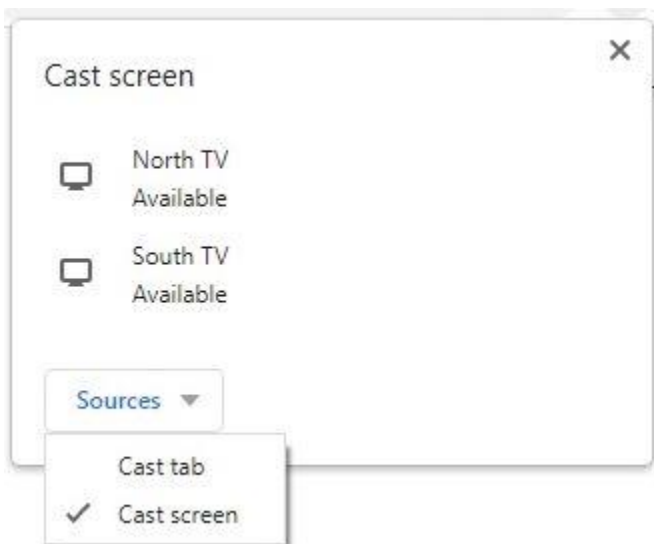 Cast screen
North TV
Available
South TV
Available
Sources
Cast tab
Cast screen